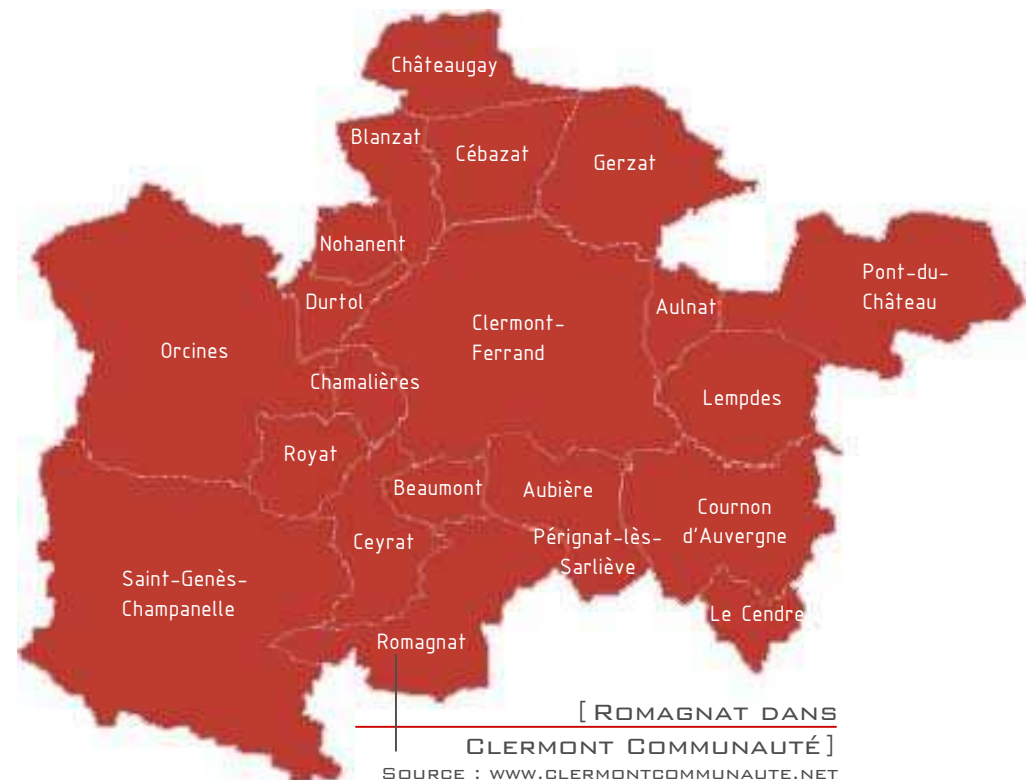 Châteaugay
Blanzat
Cébazat
Gerzat
Nohanent
Pont-du-
Château
Durtol
Aulnat
Clermont-
Ferrand
Orcines
Chamalières
Lempdes
Royat
Beaumont
Aubière
Cournon
d'Auvergne
Ceyrat
Pérignat-lès-
Sarliève
Saint-Genès-
Champanelle
Le Cendre
Romagnat
[ROMAGNAT DANS
CLERMONT COMMUNAUTÉ]
SOURCE : WWW.CLERMONTCOMMUNAUTE.NET